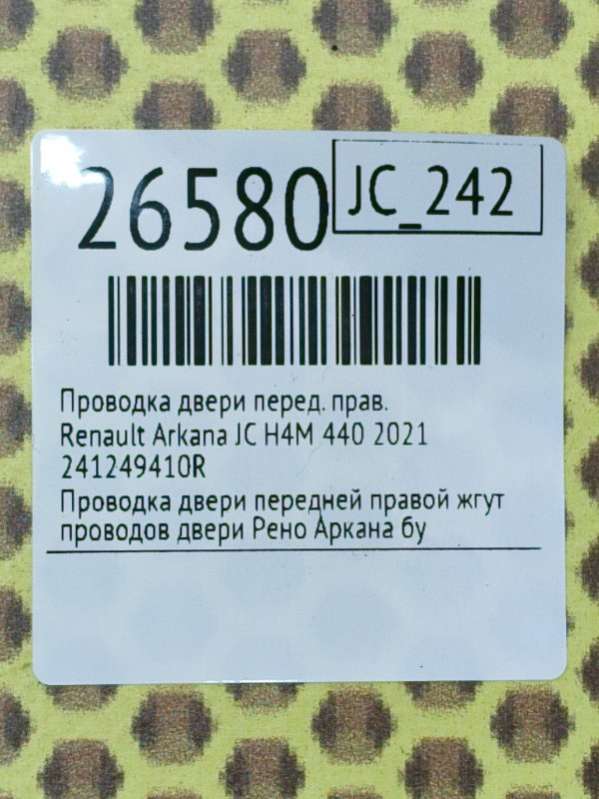 26580
JC_242
Проводка двери перед. прав.
Renault Arkana JC H4M 440 2021
241249410R
Проводка двери передней правой жгут
проводов двери Рено Аркана бу